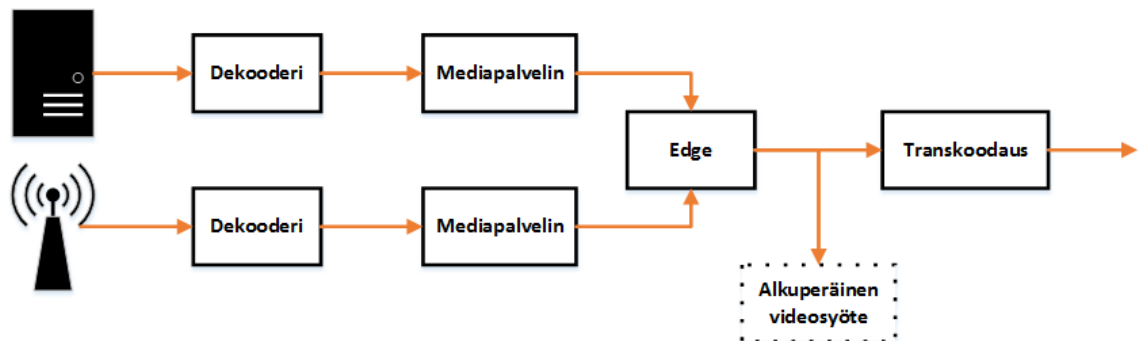 Dekooderi
Mediapalvelin
Edge
Transkoodaus
Dekooderi
Mediapalvelin
Alkuperäinen
videosyöte